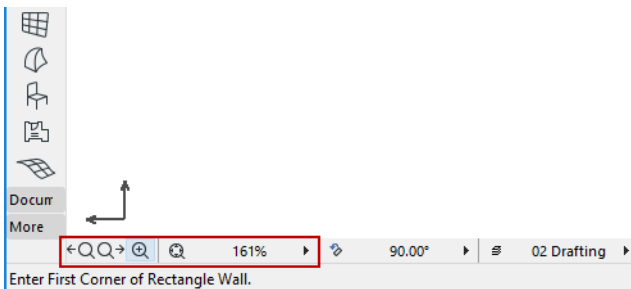 Docum
More
161% 90.00° 02 Drafting
Enter First Corner of Rectangle Wall.